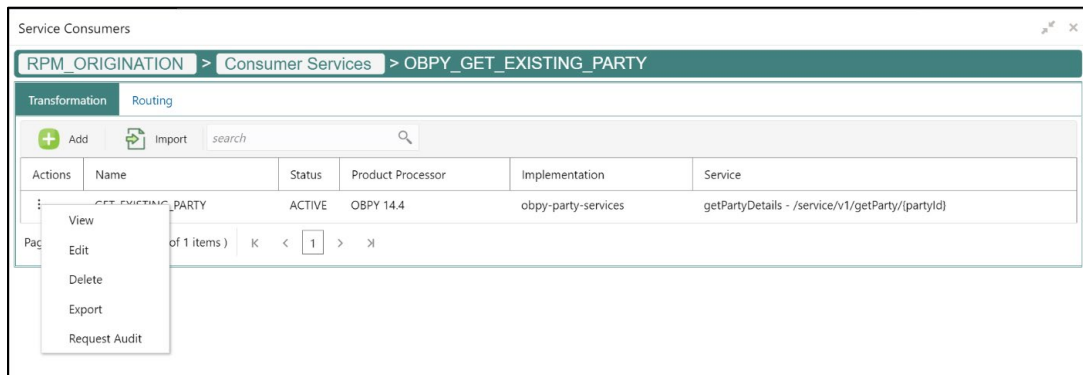 Service Consumers
RPM_ORIGINATION > Consumer Services > OBPY_GET_EXISTING_PARTY
Transformation Routing
Add Import search
Actions Name Status Product Processor Implementation Service
PARTY ACTIVE OBPY 14.4 obpy-party-services getPartyDetails - /service/v1/getParty/{partyId}
View
of 1 items ) K < 1 > >|
Edit
Delete
Export
Request Audit